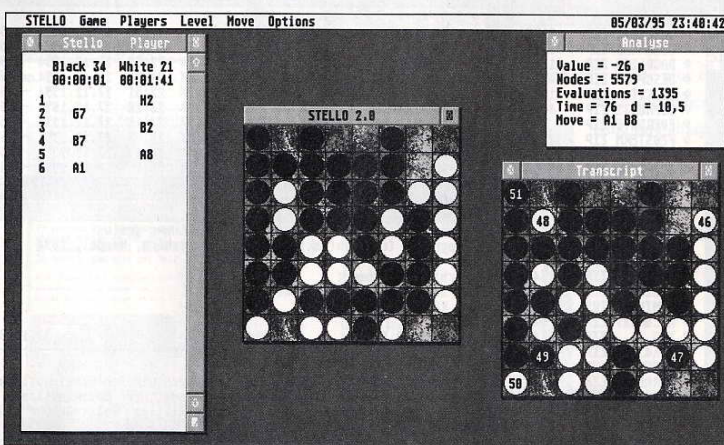 STELLO Game Players Level Move Options 05/03/95 23:40:42
Stello Player
Black 34 White 21
00:00:01 00:01:41
1 H2
2 G7
3 B2
4 B7
5 A8
6 A1
STELLO 2.0
Analyse
Value = -26 p
Nodes = 5579
Evaluations = 1395
Time = 76 d = 10,5
Move = A1 B8
Transcript
51
48 46
49 47
50